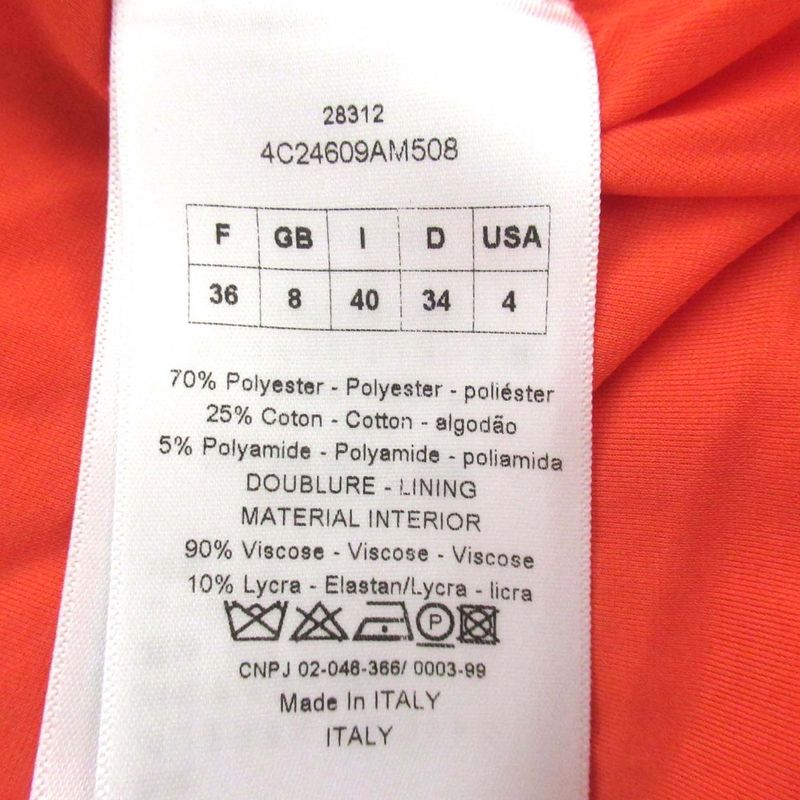 28312
4C24609AM508
F GB I D USA
36 8 40 34 4
70% Polyester - Polyester - poliéster
25% Coton - Cotton - algodão
5% Polyamide - Polyamide - poliamida
DOUBLURE - LINING
MATERIAL INTERIOR
90% Viscose - Viscose - Viscose
10% Lycra - Elastan/Lycra - licra
P
CNPJ 02-046-366/ 0003-99
Made In ITALY
ITALY